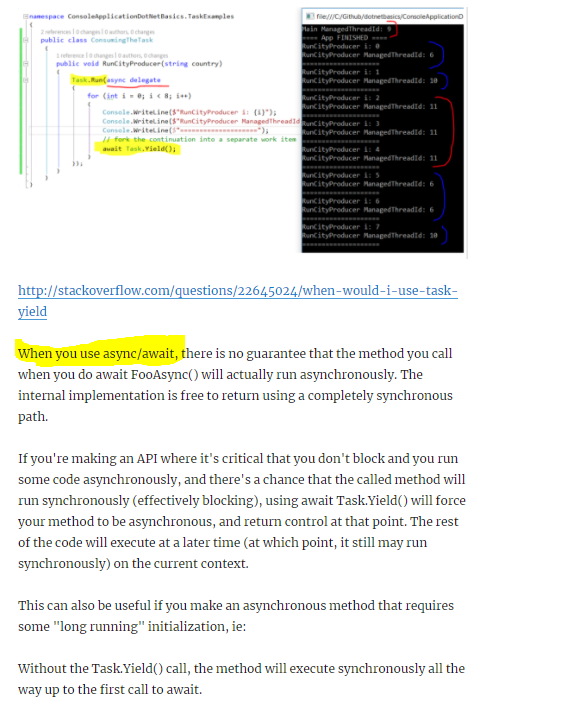 namespace ConsoleApplicationDotNetBasics.TaskExamples
{
2 references | 0 changes | 0 authors, 0 changes
public class ConsumingTheTask
{
1 reference | 0 changes | 0 authors, 0 changes
public void RunCityProducer(string country)
{
Task.Run(async delegate
{
for (int i = 0; i < 8; i++)
{
Console.WriteLine($"RunCityProducer i: {i}");
Console.WriteLine($"RunCityProducer ManagedThreadId
Console.WriteLine($"====================");
// fork the continuation into a separate work item
await Task.Yield();
}
});
}
}
}
file:///C:/Github/dotnetbasics/ConsoleApplicationD
Main ManagedThreadId: 9
==== App FINISHED ====
RunCityProducer i: 0
RunCityProducer ManagedThreadId: 6
====================
RunCityProducer i: 1
RunCityProducer ManagedThreadId: 10
====================
RunCityProducer i: 2
RunCityProducer ManagedThreadId: 11
====================
RunCityProducer i: 3
RunCityProducer ManagedThreadId: 11
====================
RunCityProducer i: 4
RunCityProducer ManagedThreadId: 11
====================
RunCityProducer i: 5
RunCityProducer ManagedThreadId: 6
====================
RunCityProducer i: 6
RunCityProducer ManagedThreadId: 6
====================
RunCityProducer i: 7
RunCityProducer ManagedThreadId: 10
====================
http://stackoverflow.com/questions/22645024/when-would-i-use-task-
yield
When you use async/await, there is no guarantee that the method you call
when you do await FooAsync() will actually run asynchronously. The
internal implementation is free to return using a completely synchronous
path.
If you're making an API where it's critical that you don't block and you run
some code asynchronously, and there's a chance that the called method will
run synchronously (effectively blocking), using await Task.Yield() will force
your method to be asynchronous, and return control at that point. The rest
of the code will execute at a later time (at which point, it still may run
synchronously) on the current context.
This can also be useful if you make an asynchronous method that requires
some "long running" initialization, ie:
Without the Task.Yield() call, the method will execute synchronously all the
way up to the first call to await.